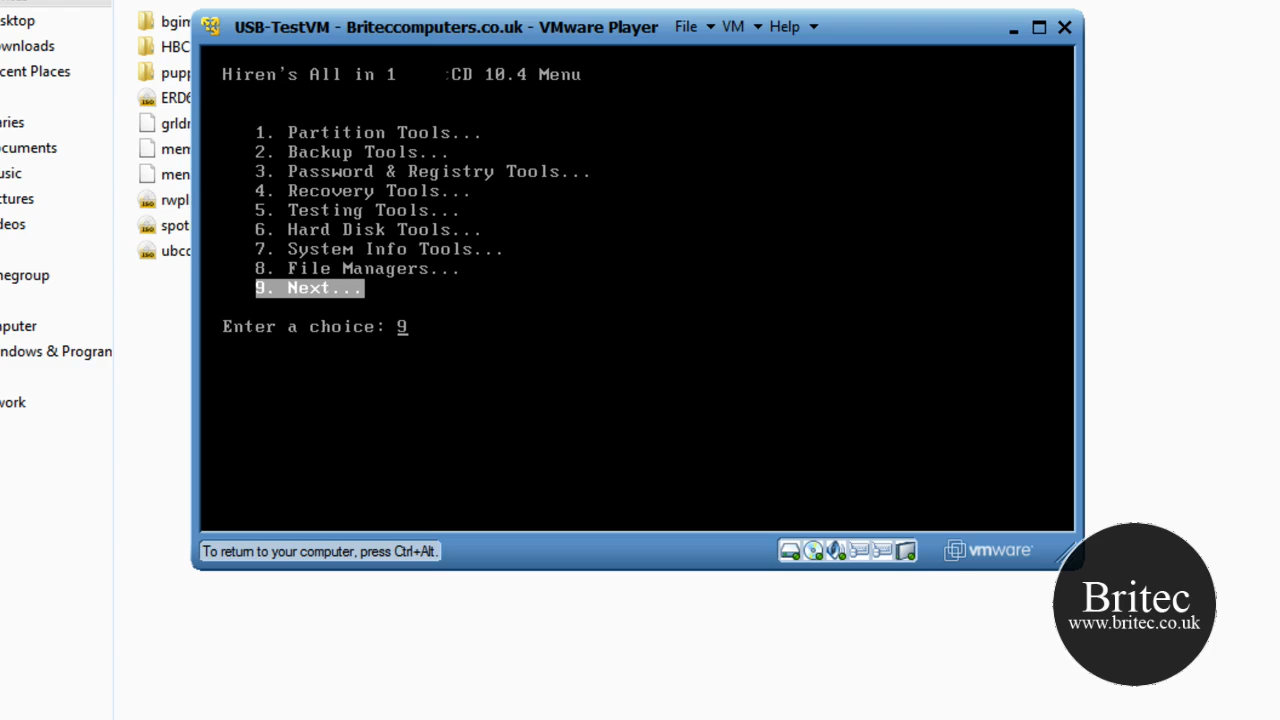 sktop
ownloads
cent Places
aries
ocuments
usic
ctures
deos
negroup
nputer
ndows & Progran
work
bgin
HBC
pupp
ERD6
grldr
mem
men
rwpl
spot
ubcc
USB-TestVM - Briteccomputers.co.uk - VMware Player File VM Help
Hiren's All in 1 :CD 10.4 Menu
1. Partition Tools...
2. Backup Tools...
3. Password & Registry Tools...
4. Recovery Tools...
5. Testing Tools...
6. Hard Disk Tools...
7. System Info Tools...
8. File Managers...
9. Next...
Enter a choice: 9
To return to your computer, press Ctrl+Alt.
vmware
Britec
www.britec.co.uk